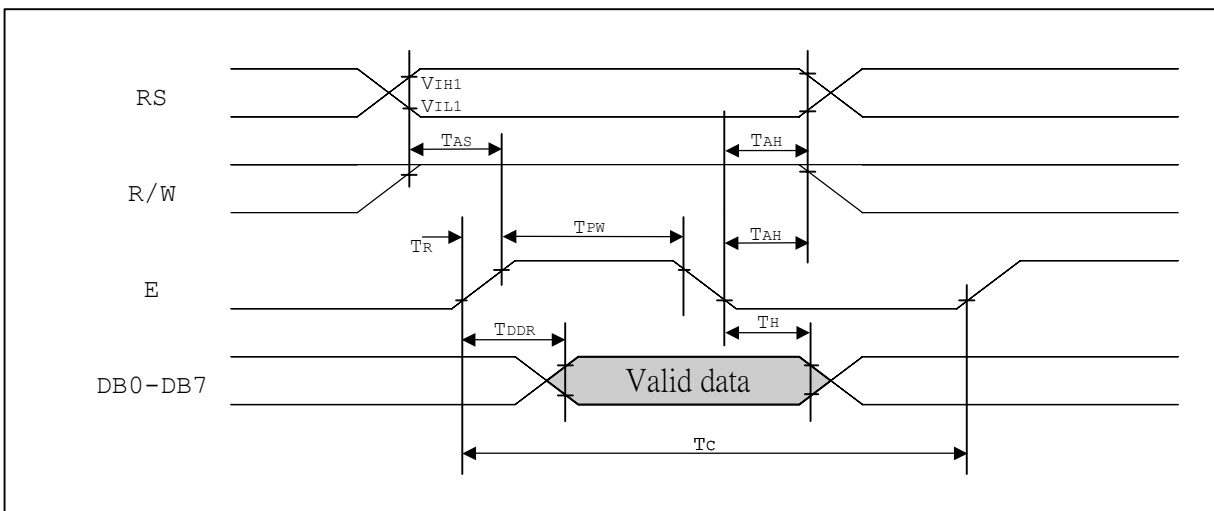 RS
VIH1
VIL1
TAS
TAH
R/W
TR
TPW
TAH
E
TDDR
TH
DB0-DB7
Valid data
TC